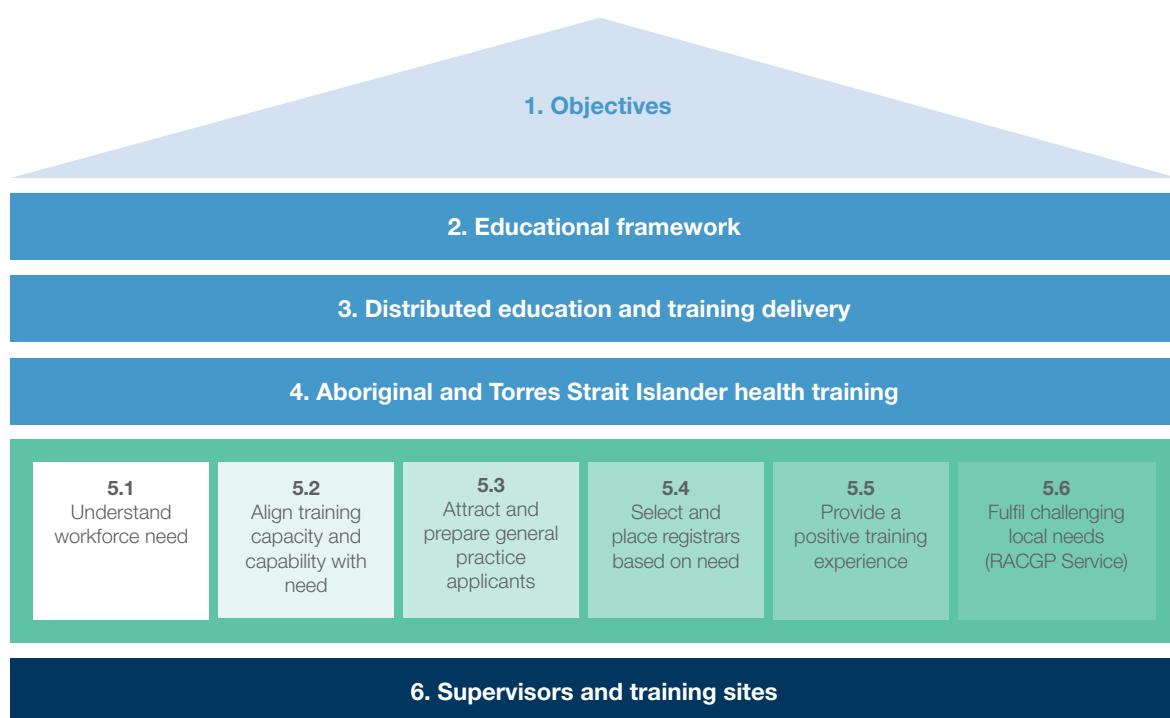 1. Objectives
2. Educational framework
3. Distributed education and training delivery
4. Aboriginal and Torres Strait Islander health training
5.1
Understand
workforce need
5.2
Align training
capacity and
capability with
need
5.3
Attract and
prepare general
practice
applicants
5.4
Select and
place registrars
based on need
5.5
Provide a
positive training
experience
5.6
Fulfil challenging
local needs
(RACGP Service)
6. Supervisors and training sites